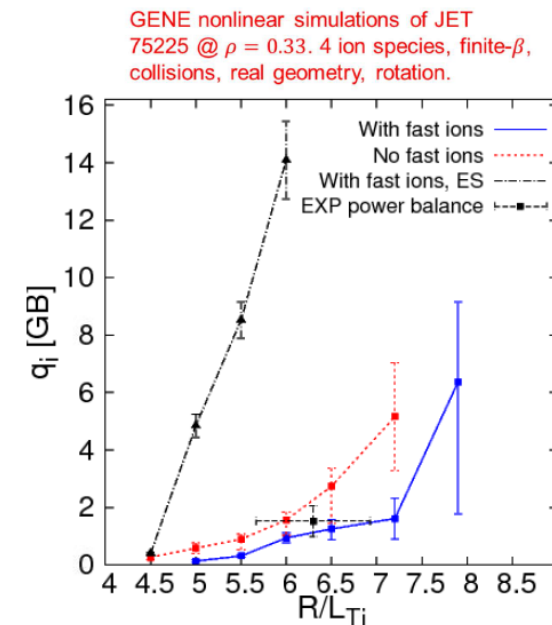 GENE nonlinear simulations of JET
75225 @ ρ = 0.33. 4 ion species, finite-β,
collisions, real geometry, rotation.
16
14
12
10
8
6
4
2
0
q_i [GB]
With fast ions
No fast ions
With fast ions, ES
EXP power balance
4 4.5 5 5.5 6 6.5 7 7.5 8 8.5
R/L_Ti